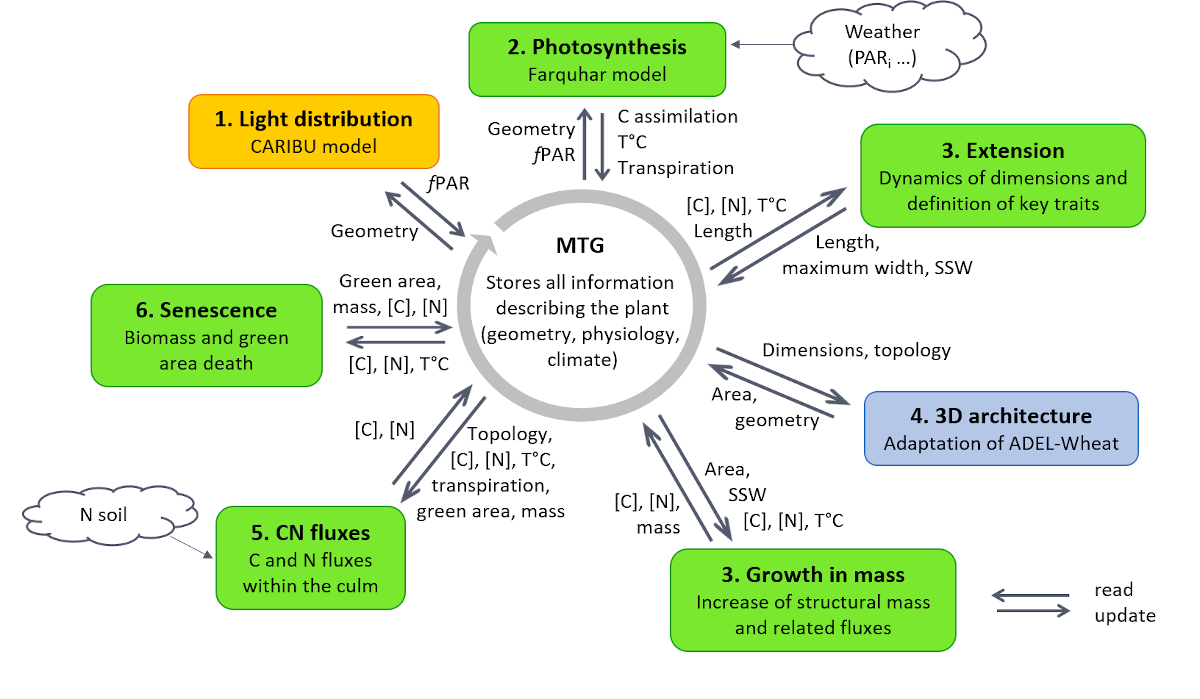 2. Photosynthesis
Farquhar model
Weather
(PARi ...)
1. Light distribution
CARIBU model
Geometry
fPAR
C assimilation
T°C
Transpiration
3. Extension
Dynamics of dimensions and
definition of key traits
fPAR
Geometry
[C], [N], T°C
Length
Length,
maximum width, SSW
MTG
Stores all information
describing the plant
(geometry, physiology,
climate)
6. Senescence
Biomass and green
area death
Green area,
mass, [C], [N]
[C], [N], T°C
Dimensions, topology
Area,
geometry
4. 3D architecture
Adaptation of ADEL-Wheat
[C], [N]
Topology,
[C], [N], T°C,
transpiration,
green area, mass
Area,
SSW
[C], [N], T°C
[C], [N],
mass
N soil
5. CN fluxes
C and N fluxes
within the culm
3. Growth in mass
Increase of structural mass
and related fluxes
read
update